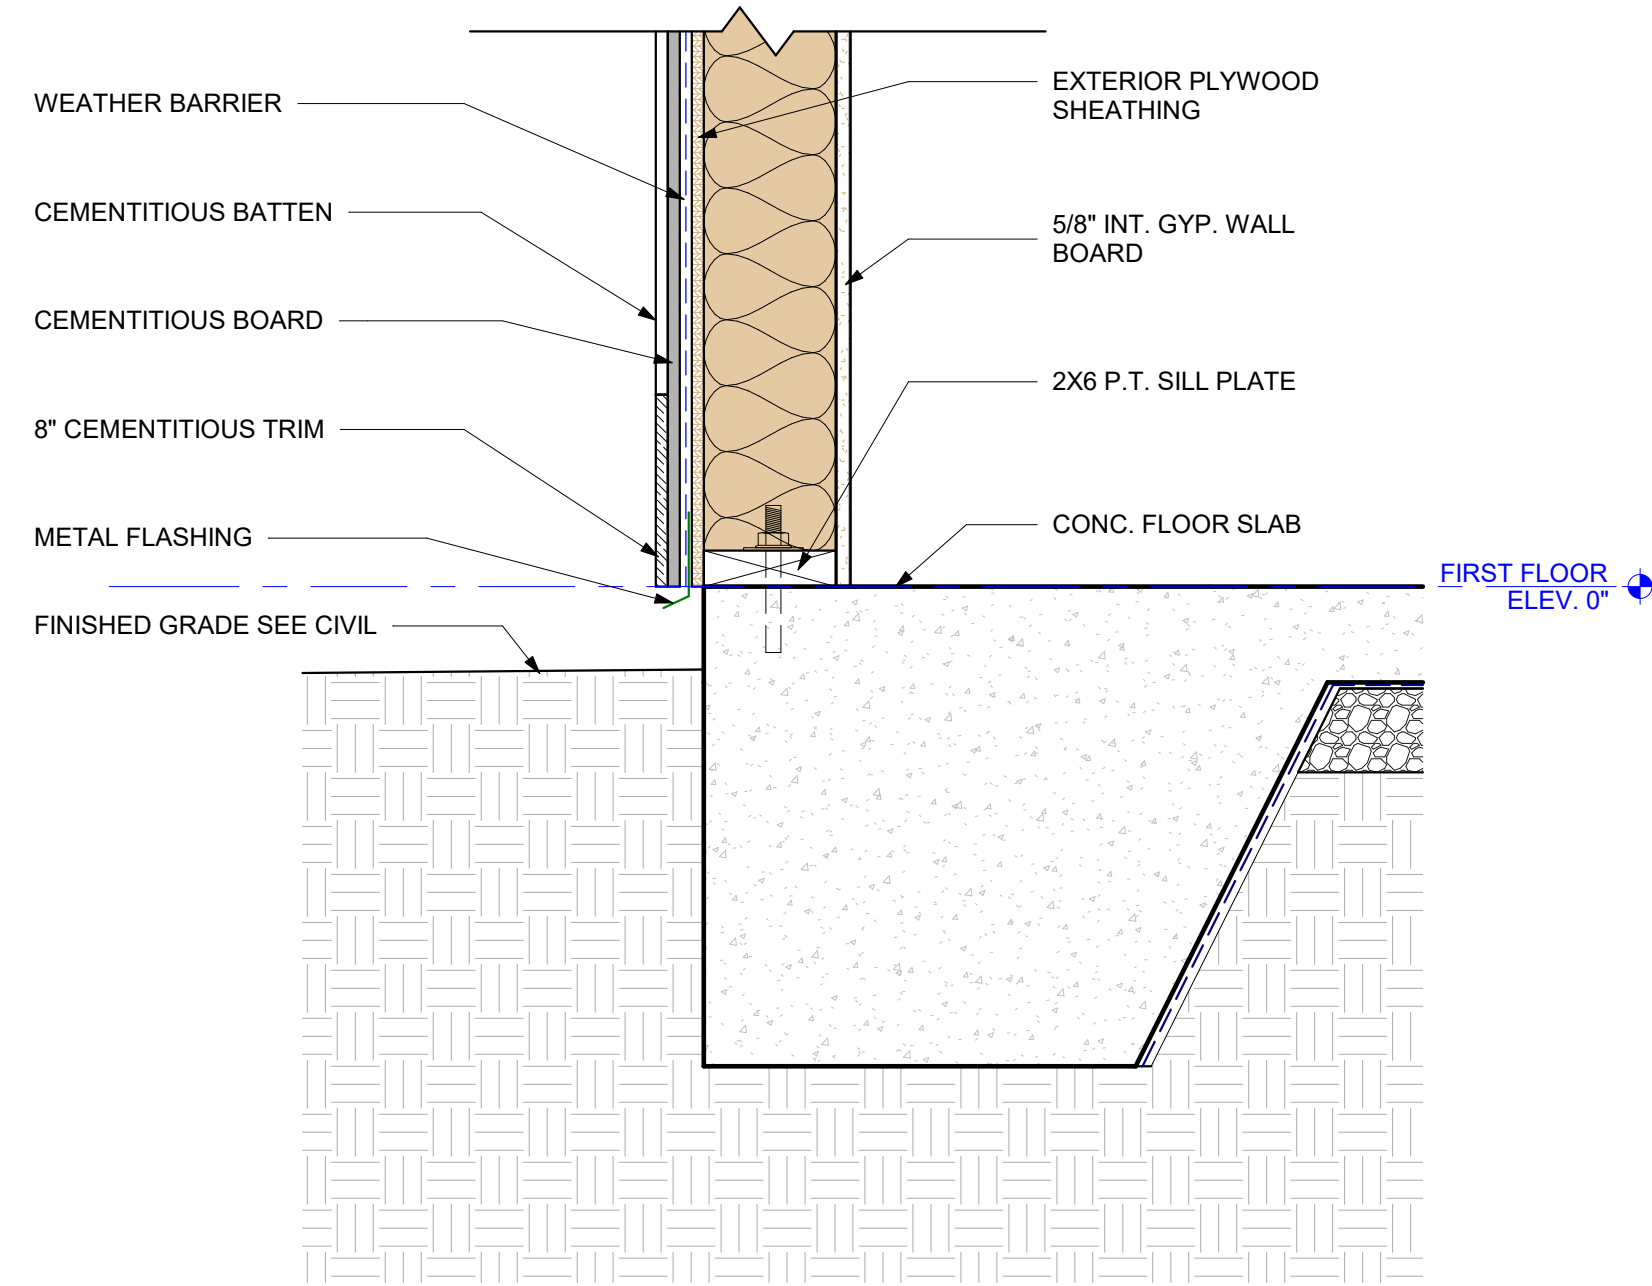 WEATHER BARRIER
CEMENTITIOUS BATTEN
CEMENTITIOUS BOARD
8" CEMENTITIOUS TRIM
METAL FLASHING
FINISHED GRADE SEE CIVIL
EXTERIOR PLYWOOD
SHEATHING
5/8" INT. GYP. WALL
BOARD
2X6 P.T. SILL PLATE
CONC. FLOOR SLAB
FIRST FLOOR
ELEV. 0"